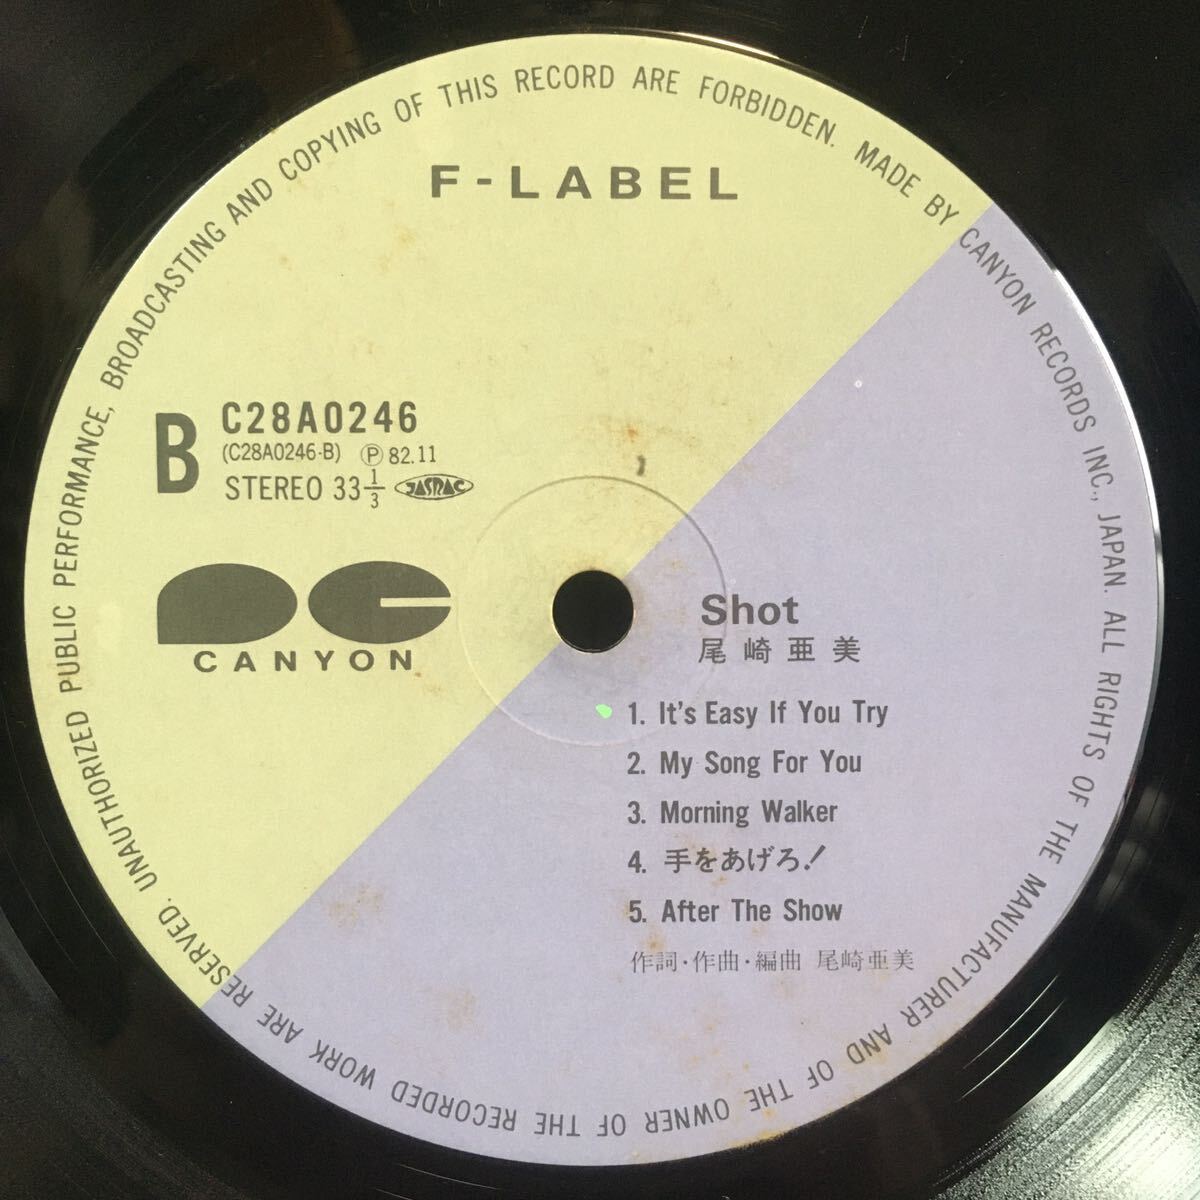 UNAUTHORIZED PUBLIC PERFORMANCE, BROADCASTING AND COPYING OF THIS RECORD ARE FORBIDDEN. MADE BY CANYON RECORDS INC., JAPAN. ALL RIGHTS OF THE MANUFACTURER AND OF THE OWNER OF THE RECORDED WORK ARE RESERVED.
F-LABEL
B
C28A0246
(C28A0246-B) Ⓟ 82.11
STEREO 33 1/3 JASRAC
CANYON
Shot
尾崎亜美
1. It's Easy If You Try
2. My Song For You
3. Morning Walker
4. 手をあげろ!
5. After The Show
作詞・作曲・編曲 尾崎亜美